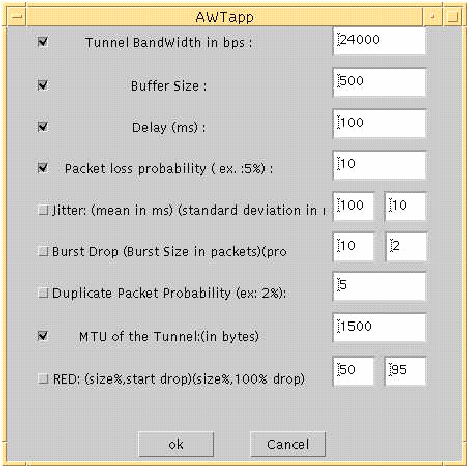 AWTapp
Tunnel BandWidth in bps : 24000
Buffer Size : 500
Delay (ms) : 100
Packet loss probability ( ex. :5%) : 10
Jitter: (mean in ms) (standard deviation in 100 10
Burst Drop (Burst Size in packets)(pro 10 2
Duplicate Packet Probability (ex: 2%): 5
MTU of the Tunnel:(in bytes) 1500
RED: (size%,start drop)(size%,100% drop) 50 95
ok Cancel